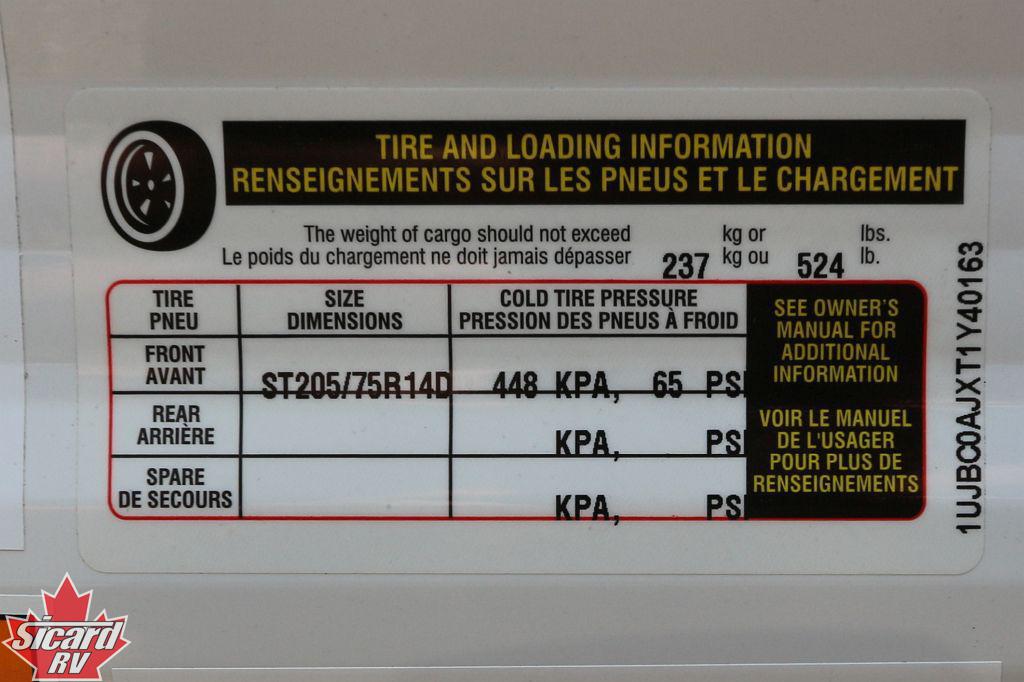 TIRE AND LOADING INFORMATION
RENSEIGNEMENTS SUR LES PNEUS ET LE CHARGEMENT
The weight of cargo should not exceed kg or lbs.
Le poids du chargement ne doit jamais dépasser 237 kg ou 524 lb.
TIRE
PNEU
SIZE
DIMENSIONS
COLD TIRE PRESSURE
PRESSION DES PNEUS À FROID
FRONT
AVANT
ST205/75R14D 448 KPA, 65 PSI
REAR
ARRIÈRE
KPA, PSI
SPARE
DE SECOURS
KPA, PSI
SEE OWNER'S
MANUAL FOR
ADDITIONAL
INFORMATION
VOIR LE MANUEL
DE L'USAGER
POUR PLUS DE
RENSEIGNEMENTS
1UJBC0AJXT1Y40163
Sicard
RV